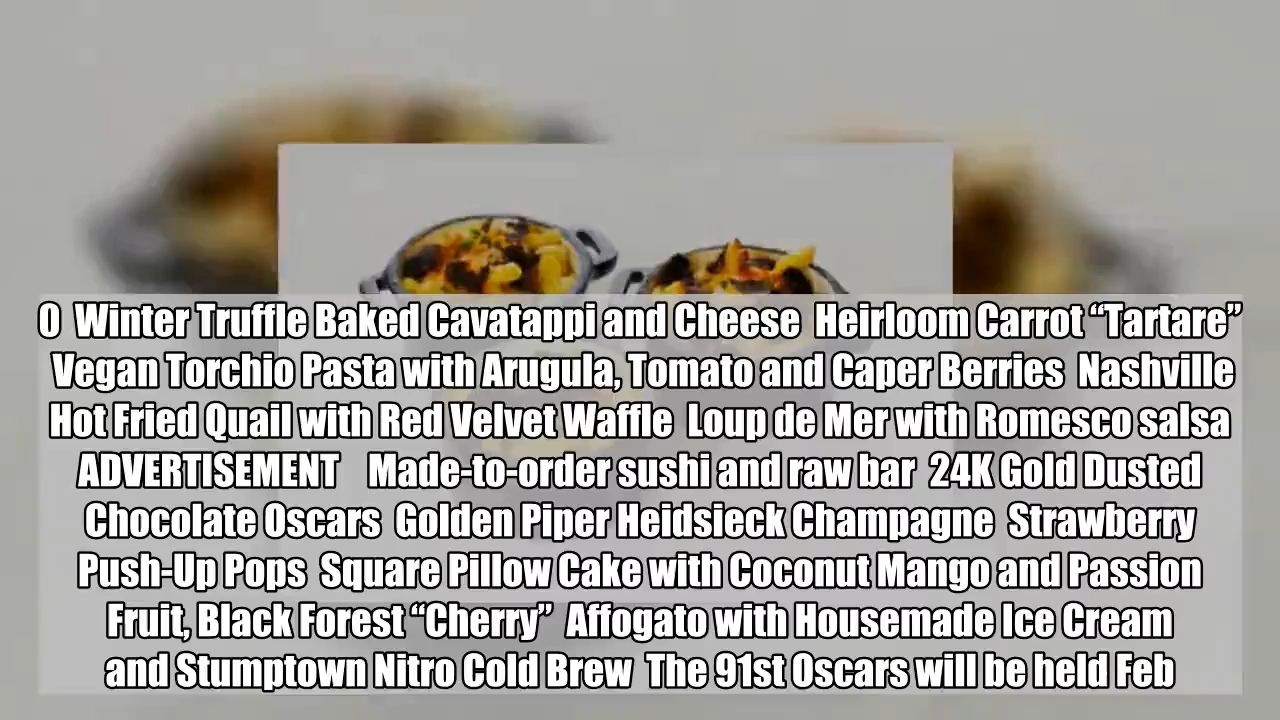 O Winter Truffle Baked Cavatappi and Cheese Heirloom Carrot “Tartare”
Vegan Torchio Pasta with Arugula, Tomato and Caper Berries Nashville
Hot Fried Quail with Red Velvet Waffle Loup de Mer with Romesco salsa
ADVERTISEMENT Made-to-order sushi and raw bar 24K Gold Dusted
Chocolate Oscars Golden Piper Heidsieck Champagne Strawberry
Push-Up Pops Square Pillow Cake with Coconut Mango and Passion
Fruit, Black Forest “Cherry” Affogato with Housemade Ice Cream
and Stumptown Nitro Cold Brew The 91st Oscars will be held Feb